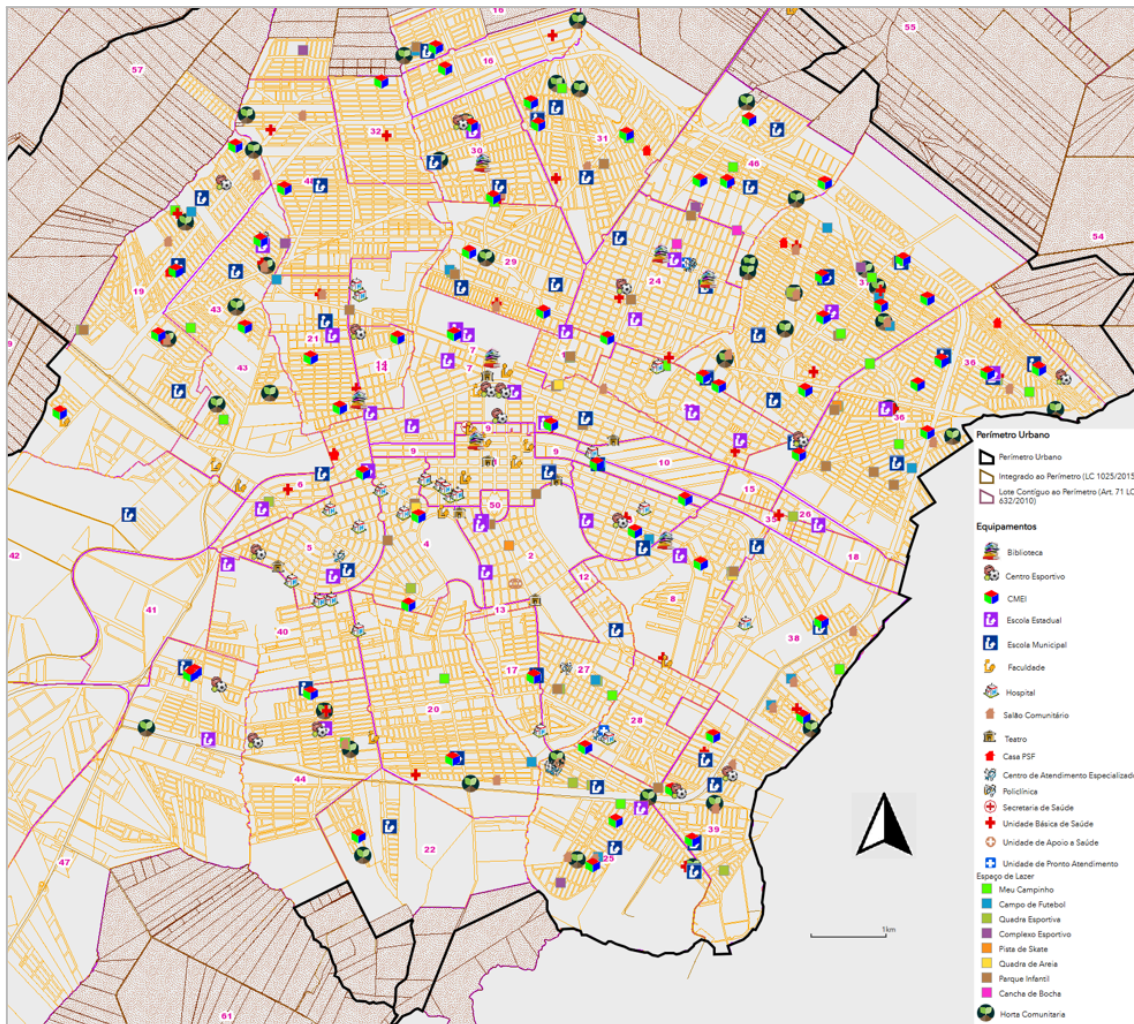 16
55
57
16
32
31
30
46
40
54
19
29
24
37
43
21
43
14
14
7
7
1
36
36
9
9
9
10
6
15
50
26
35
18
5
4
2
42
12
41
8
13
40
38
17
27
20
28
44
39
22
25
47
61
Perímetro Urbano
Perímetro Urbano
Integrado ao Perímetro (LC 1025/2015
Lote Contíguo ao Perímetro (Art. 71 LC
632/2010)
Equipamentos
Biblioteca
Centro Esportivo
CMEI
Escola Estadual
Escola Municipal
Faculdade
Hospital
Salão Comunitário
Teatro
Casa PSF
Centro de Atendimento Especializado
Policlínica
Secretaria de Saúde
Unidade Básica de Saúde
Unidade de Apoio a Saúde
Unidade de Pronto Atendimento
Espaço de Lazer
Meu Campinho
Campo de Futebol
Quadra Esportiva
Complexo Esportivo
Pista de Skate
Quadra de Areia
Parque Infantil
Cancha de Bocha
Horta Comunitaria
1km